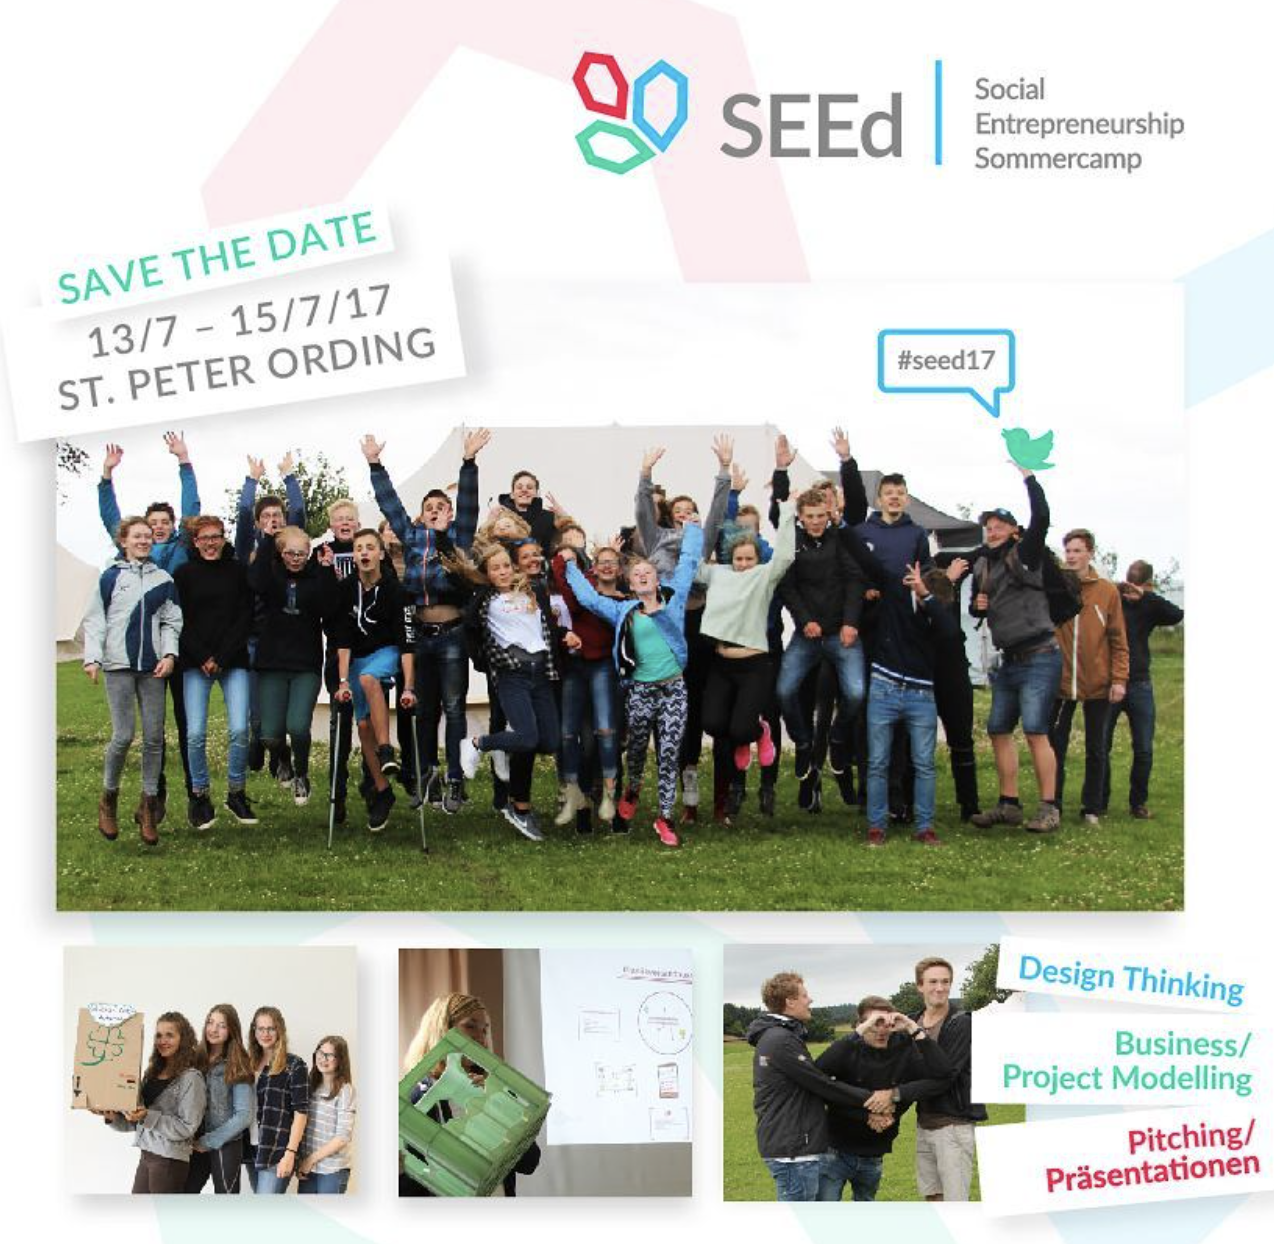 SEEd
Social
Entrepreneurship
Sommercamp
SAVE THE DATE
13/7 – 15/7/17
ST. PETER ORDING
#seed17
Design Thinking
Business/
Project Modelling
Pitching/
Präsentationen